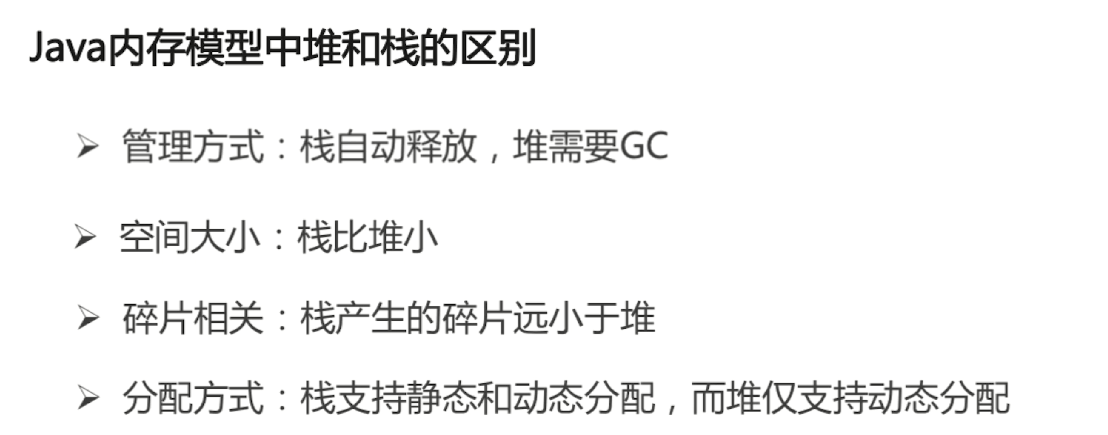 Java内存模型中堆和栈的区别
➢ 管理方式：栈自动释放，堆需要GC
➢ 空间大小：栈比堆小
➢ 碎片相关：栈产生的碎片远小于堆
➢ 分配方式：栈支持静态和动态分配，而堆仅支持动态分配